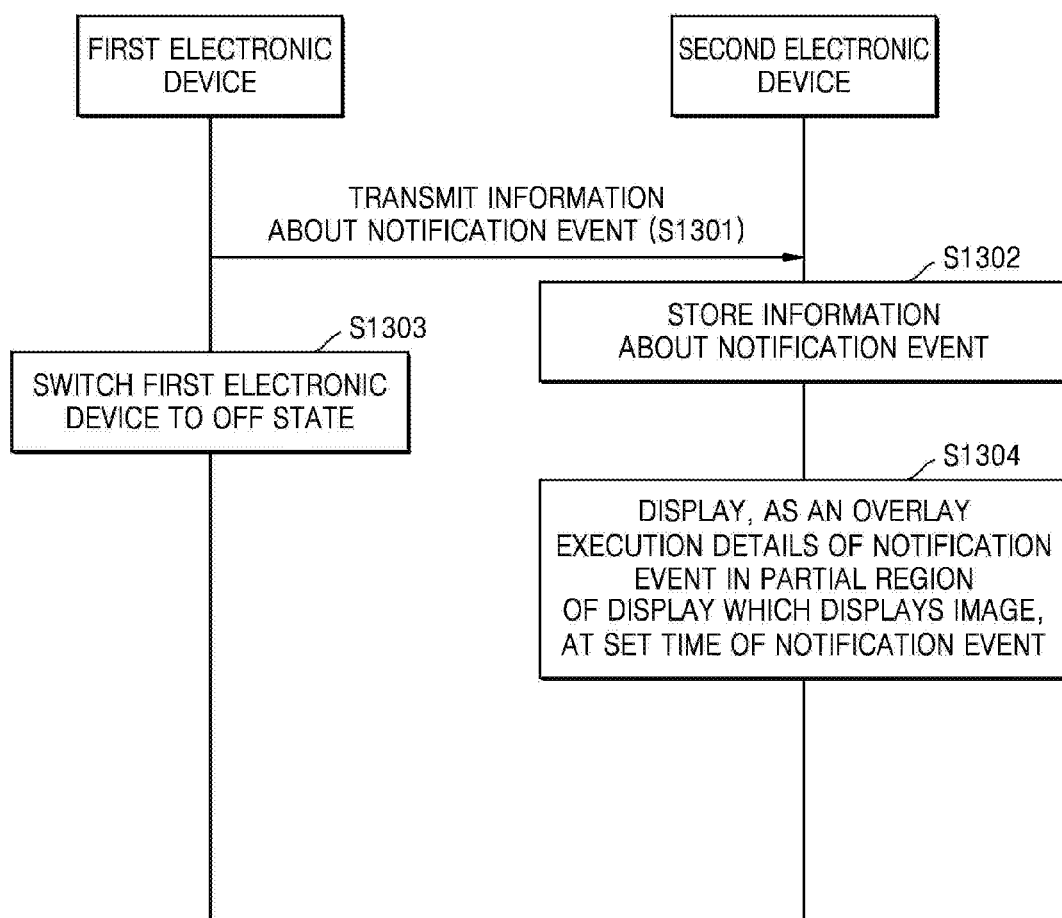 FIRST ELECTRONIC
DEVICE
SECOND ELECTRONIC
DEVICE
TRANSMIT INFORMATION
ABOUT NOTIFICATION EVENT (S1301)
S1302
STORE INFORMATION
ABOUT NOTIFICATION EVENT
S1303
SWITCH FIRST ELECTRONIC
DEVICE TO OFF STATE
S1304
DISPLAY, AS AN OVERLAY
EXECUTION DETAILS OF NOTIFICATION
EVENT IN PARTIAL REGION
OF DISPLAY WHICH DISPLAYS IMAGE,
AT SET TIME OF NOTIFICATION EVENT